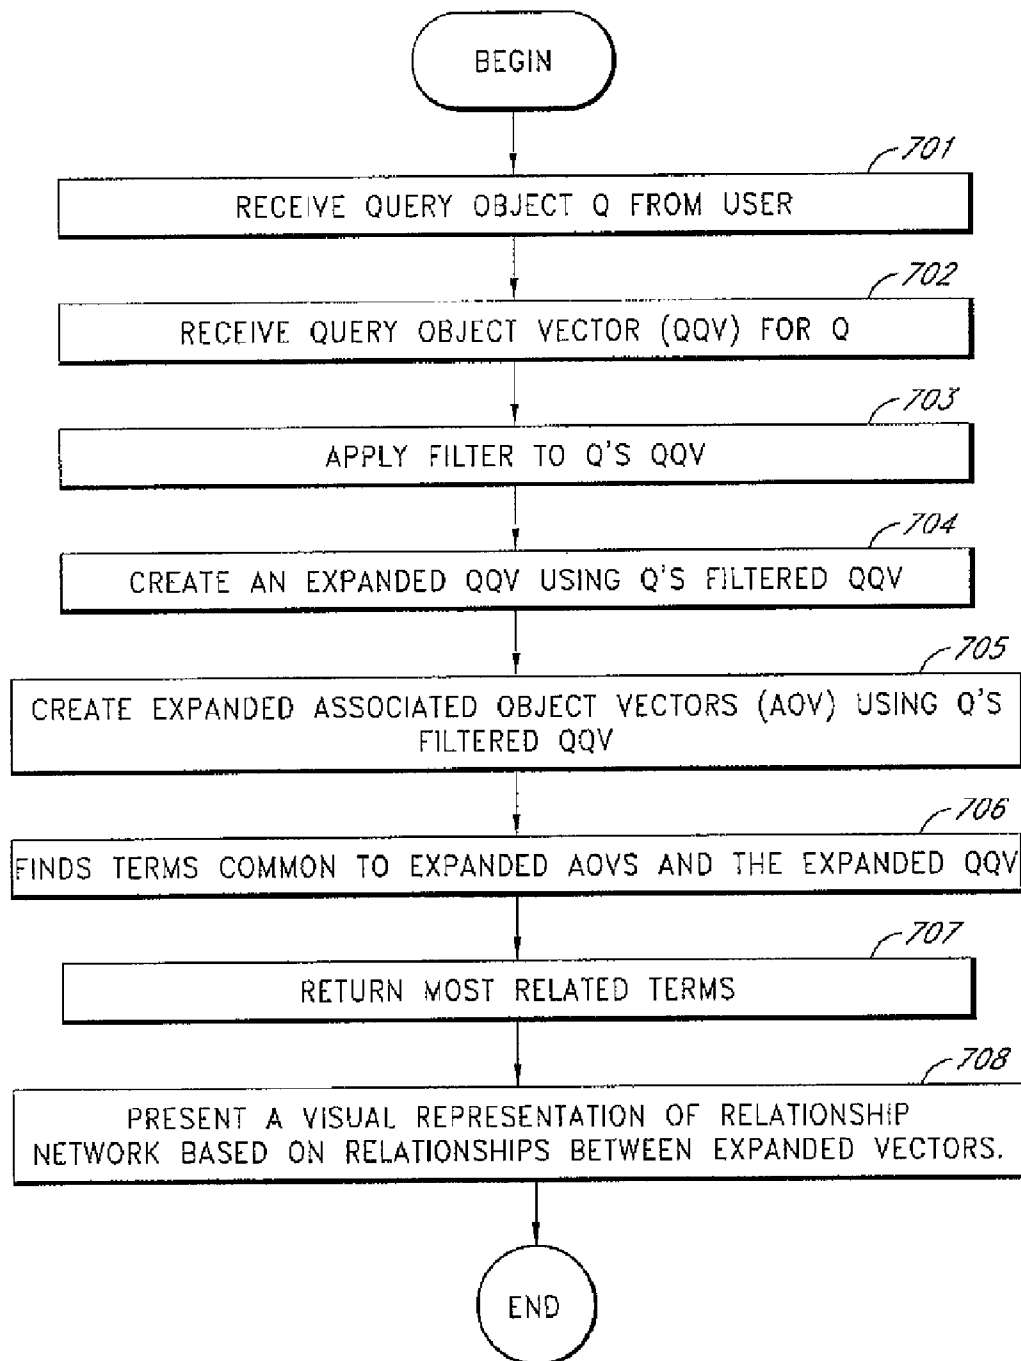 BEGIN
701
RECEIVE QUERY OBJECT Q FROM USER
702
RECEIVE QUERY OBJECT VECTOR (QQV) FOR Q
703
APPLY FILTER TO Q'S QQV
704
CREATE AN EXPANDED QQV USING Q'S FILTERED QQV
705
CREATE EXPANDED ASSOCIATED OBJECT VECTORS (AOV) USING Q'S
FILTERED QQV
706
FINDS TERMS COMMON TO EXPANDED AOVS AND THE EXPANDED QQV
707
RETURN MOST RELATED TERMS
708
PRESENT A VISUAL REPRESENTATION OF RELATIONSHIP
NETWORK BASED ON RELATIONSHIPS BETWEEN EXPANDED VECTORS.
END